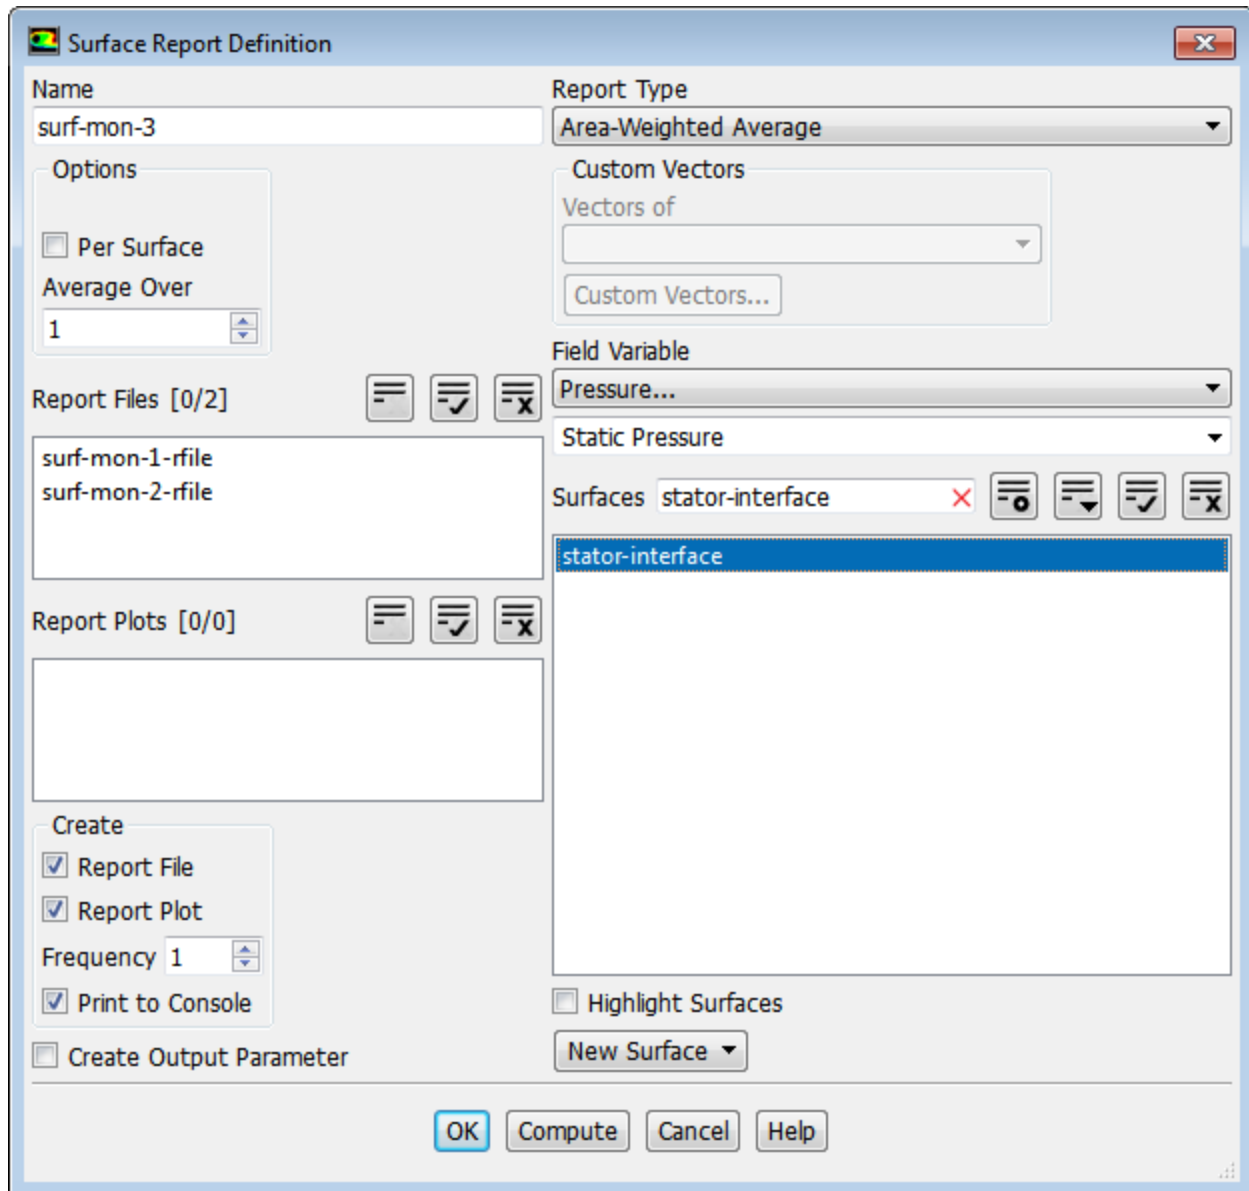 Surface Report Definition
Name
surf-mon-3
Options
Per Surface
Average Over
1
Report Files [0/2]
surf-mon-1-rfile
surf-mon-2-rfile
Report Plots [0/0]
Create
Report File
Report Plot
Frequency 1
Print to Console
Create Output Parameter
Report Type
Area-Weighted Average
Custom Vectors
Vectors of
Custom Vectors...
Field Variable
Pressure...
Static Pressure
Surfaces stator-interface
stator-interface
Highlight Surfaces
New Surface
OK Compute Cancel Help